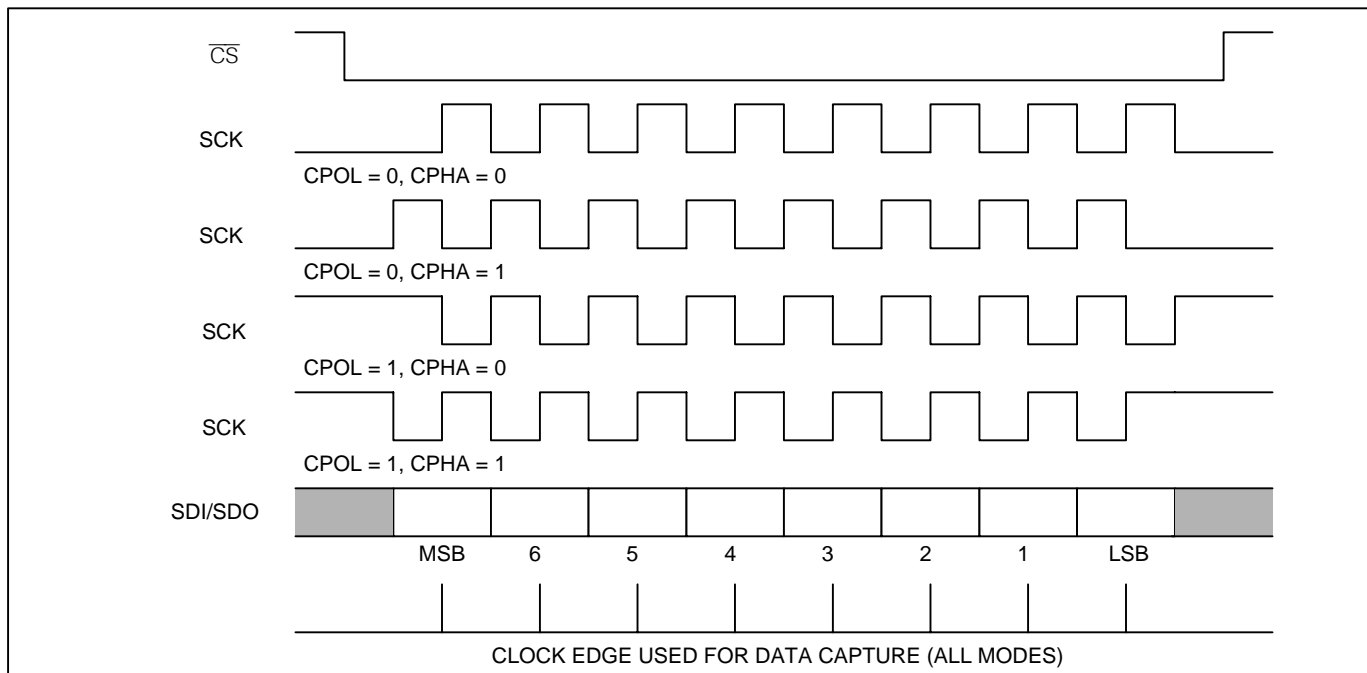 CS
SCK
CPOL = 0, CPHA = 0
SCK
CPOL = 0, CPHA = 1
SCK
CPOL = 1, CPHA = 0
SCK
CPOL = 1, CPHA = 1
SDI/SDO
MSB 6 5 4 3 2 1 LSB
CLOCK EDGE USED FOR DATA CAPTURE (ALL MODES)